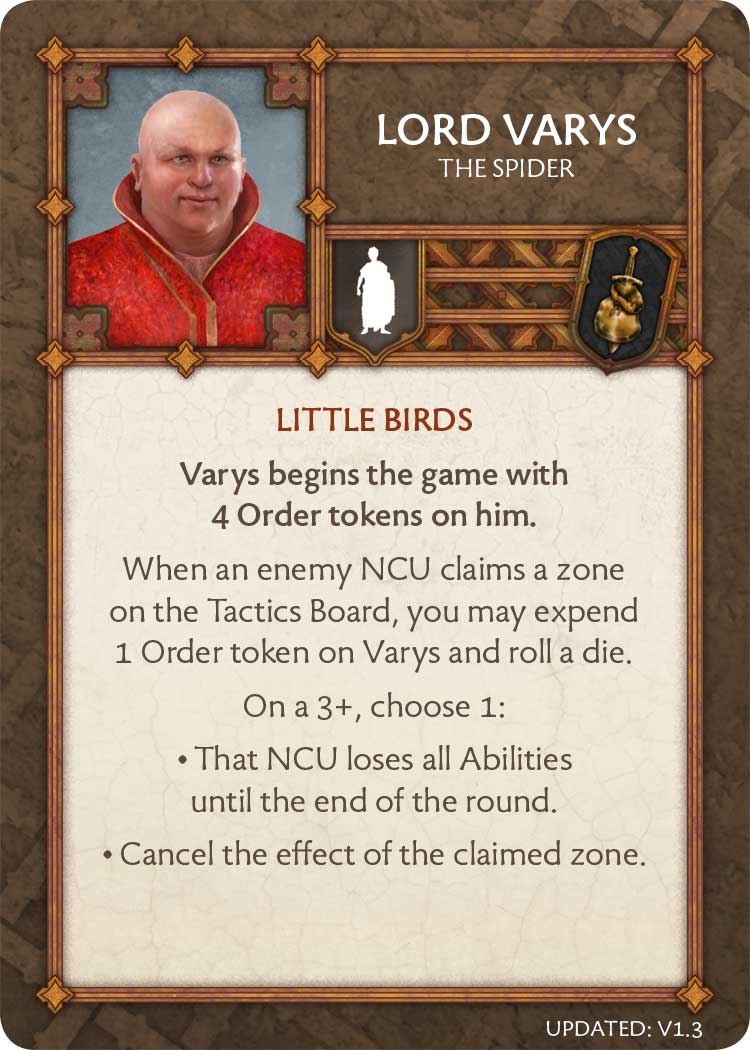 LORD VARYS
THE SPIDER
LITTLE BIRDS
Varys begins the game with
4 Order tokens on him.
When an enemy NCU claims a zone
on the Tactics Board, you may expend
1 Order token on Varys and roll a die.
On a 3+, choose 1:
• That NCU loses all Abilities
until the end of the round.
• Cancel the effect of the claimed zone.
UPDATED: V1.3